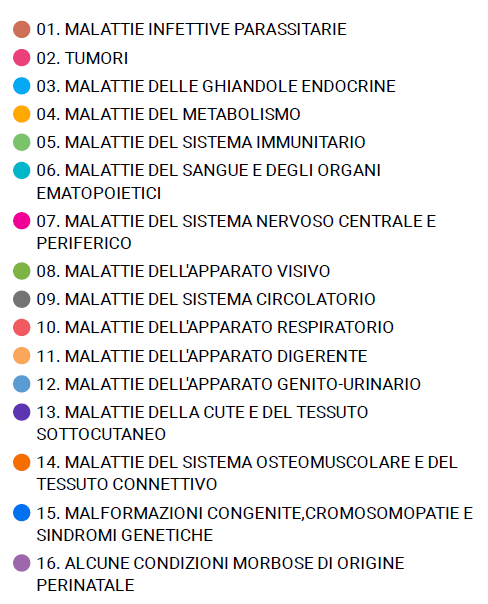 01. MALATTIE INFETTIVE PARASSITARIE
02. TUMORI
03. MALATTIE DELLE GHIANDOLE ENDOCRINE
04. MALATTIE DEL METABOLISMO
05. MALATTIE DEL SISTEMA IMMUNITARIO
06. MALATTIE DEL SANGUE E DEGLI ORGANI
EMATOPOIETICI
07. MALATTIE DEL SISTEMA NERVOSO CENTRALE E
PERIFERICO
08. MALATTIE DELL'APPARATO VISIVO
09. MALATTIE DEL SISTEMA CIRCOLATORIO
10. MALATTIE DELL'APPARATO RESPIRATORIO
11. MALATTIE DELL'APPARATO DIGERENTE
12. MALATTIE DELL'APPARATO GENITO-URINARIO
13. MALATTIE DELLA CUTE E DEL TESSUTO
SOTTOCUTANEO
14. MALATTIE DEL SISTEMA OSTEOMUSCOLARE E DEL
TESSUTO CONNETTIVO
15. MALFORMAZIONI CONGENITE,CROMOSOMOPATIE E
SINDROMI GENETICHE
16. ALCUNE CONDIZIONI MORBOSE DI ORIGINE
PERINATALE